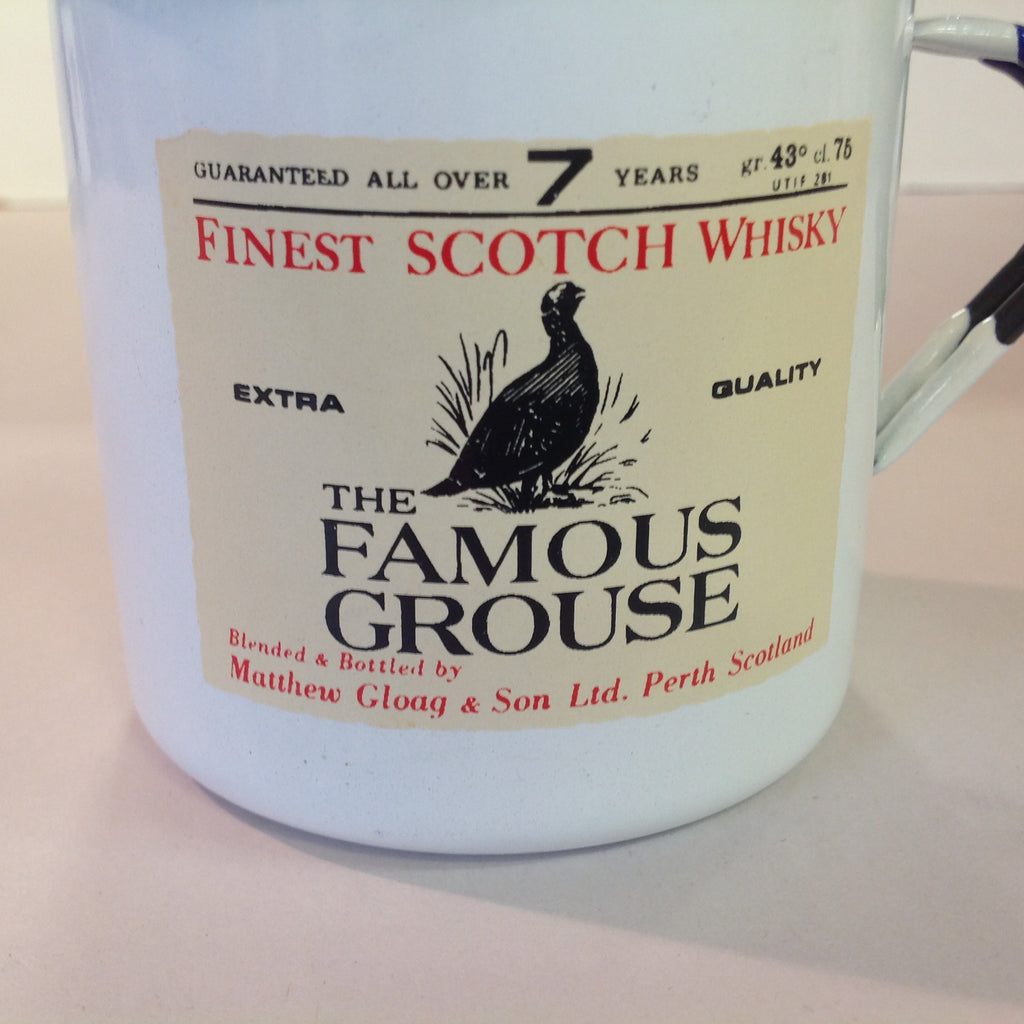 GUARANTEED ALL OVER 7 YEARS gr. 43° cl. 75
UTIF 281
FINEST SCOTCH WHISKY
EXTRA QUALITY
THE
FAMOUS
GROUSE
Blended & Bottled by
Matthew Gloag & Son Ltd. Perth Scotland